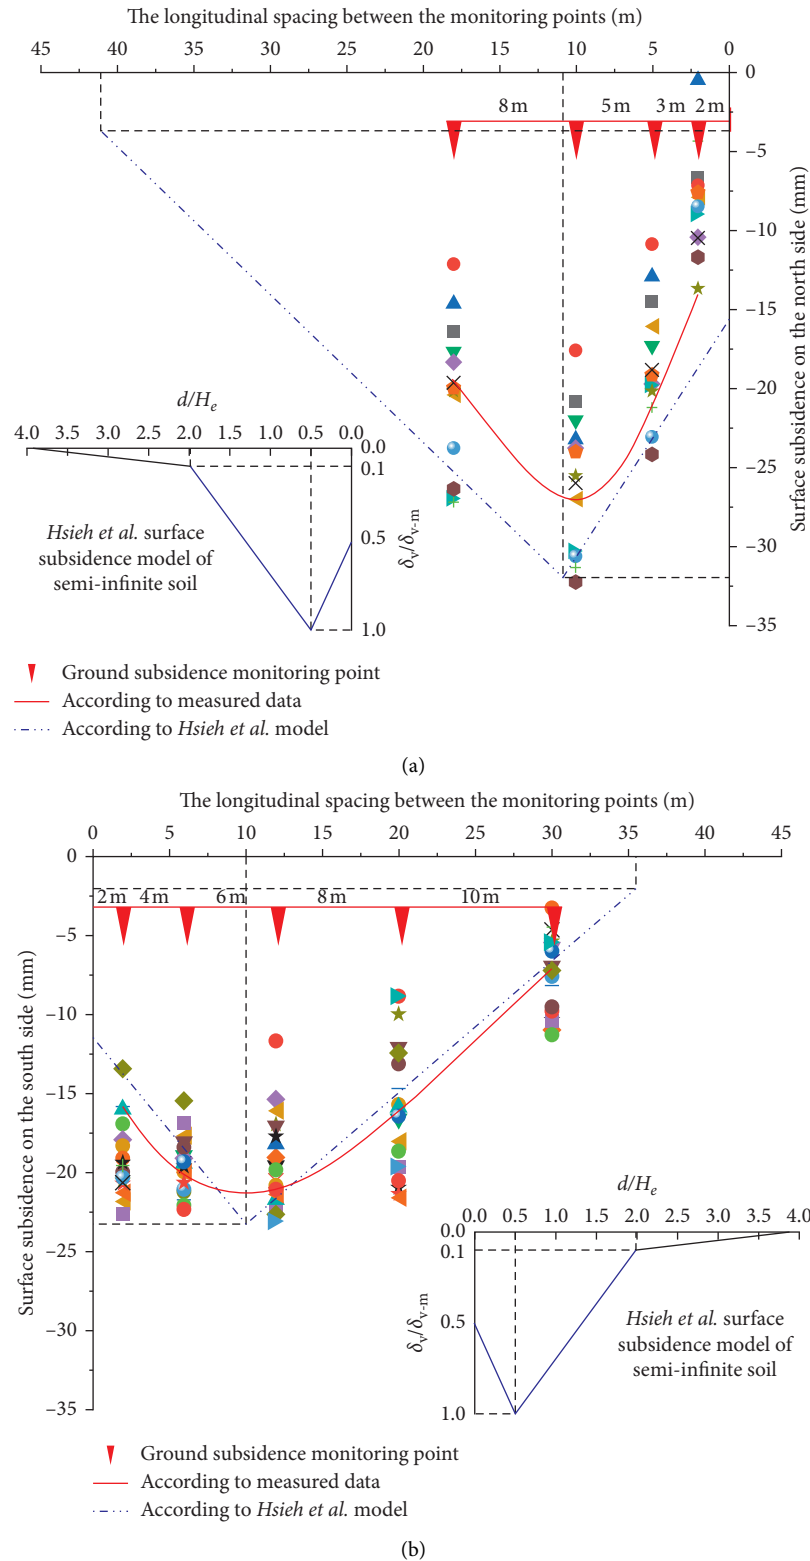 The longitudinal spacing between the monitoring points (m)
45 40 35 30 25 20 15 10 5 0
0
8 m 5 m 3 m 2 m
−5
−10
−15
−20
−25
−30
−35
Surface subsidence on the north side (mm)
d/Hₑ
4.0 3.5 3.0 2.5 2.0 1.5 1.0 0.5 0.0
0.0
0.1
0.5
1.0
δᵥ/δᵥ₋ₘ
Hsieh et al. surface
subsidence model of
semi-infinite soil
Ground subsidence monitoring point
According to measured data
According to Hsieh et al. model
(a)
The longitudinal spacing between the monitoring points (m)
0 5 10 15 20 25 30 35 40 45
0
2 m 4 m 6 m 8 m 10 m
−5
−10
−15
−20
−25
−30
−35
Surface subsidence on the south side (mm)
d/Hₑ
0.0 0.5 1.0 1.5 2.0 2.5 3.0 3.5 4.0
0.0
0.1
0.5
1.0
δᵥ/δᵥ₋ₘ
Hsieh et al. surface
subsidence model of
semi-infinite soil
Ground subsidence monitoring point
According to measured data
According to Hsieh et al. model
(b)